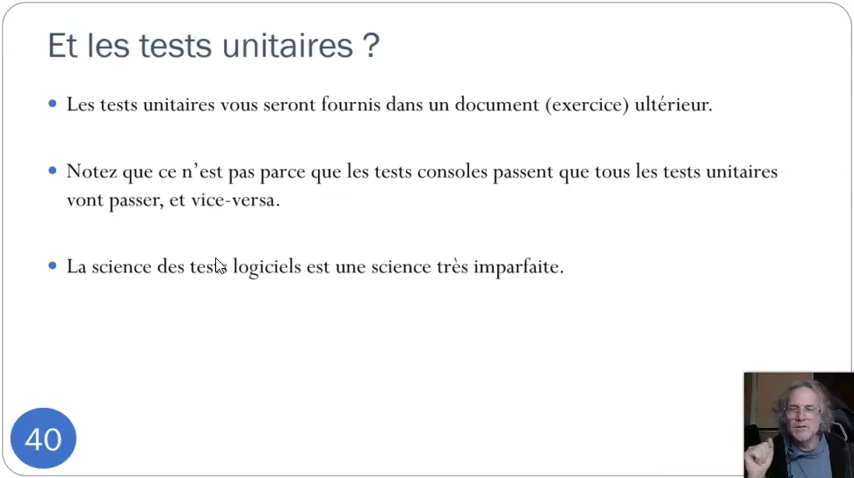 Et les tests unitaires ?
• Les tests unitaires vous seront fournis dans un document (exercice) ultérieur.
• Notez que ce n’est pas parce que les tests consoles passent que tous les tests unitaires
vont passer, et vice-versa.
• La science des tests logiciels est une science très imparfaite.
40